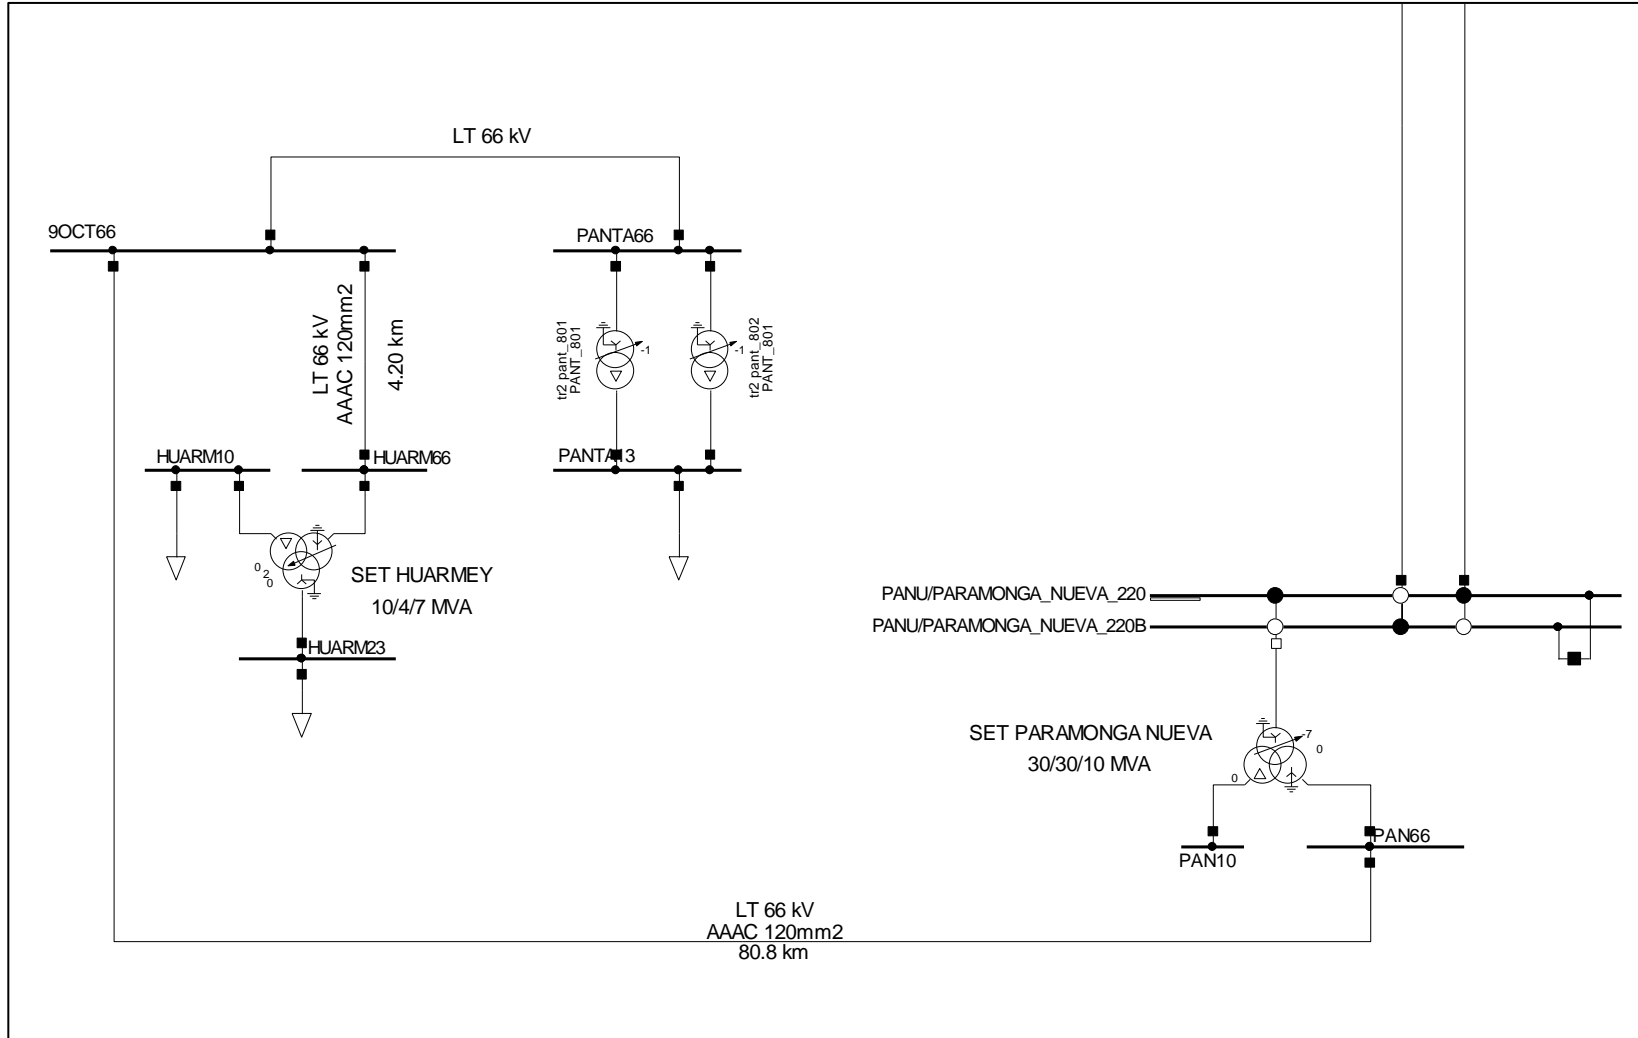 LT 66 kV
9OCT66
PANTA66
LT 66 kV
AAAC 120mm2
4.20 km
tr2 pant_801
PANT_801
-1
tr2 pant_802
PANT_801
-1
HUARM10
HUARM66
PANTA13
0
2
0
SET HUARMEY
10/4/7 MVA
HUARM23
PANU/PARAMONGA_NUEVA_220
PANU/PARAMONGA_NUEVA_220B
SET PARAMONGA NUEVA
30/30/10 MVA
-7
0
0
PAN10
PAN66
LT 66 kV
AAAC 120mm2
80.8 km